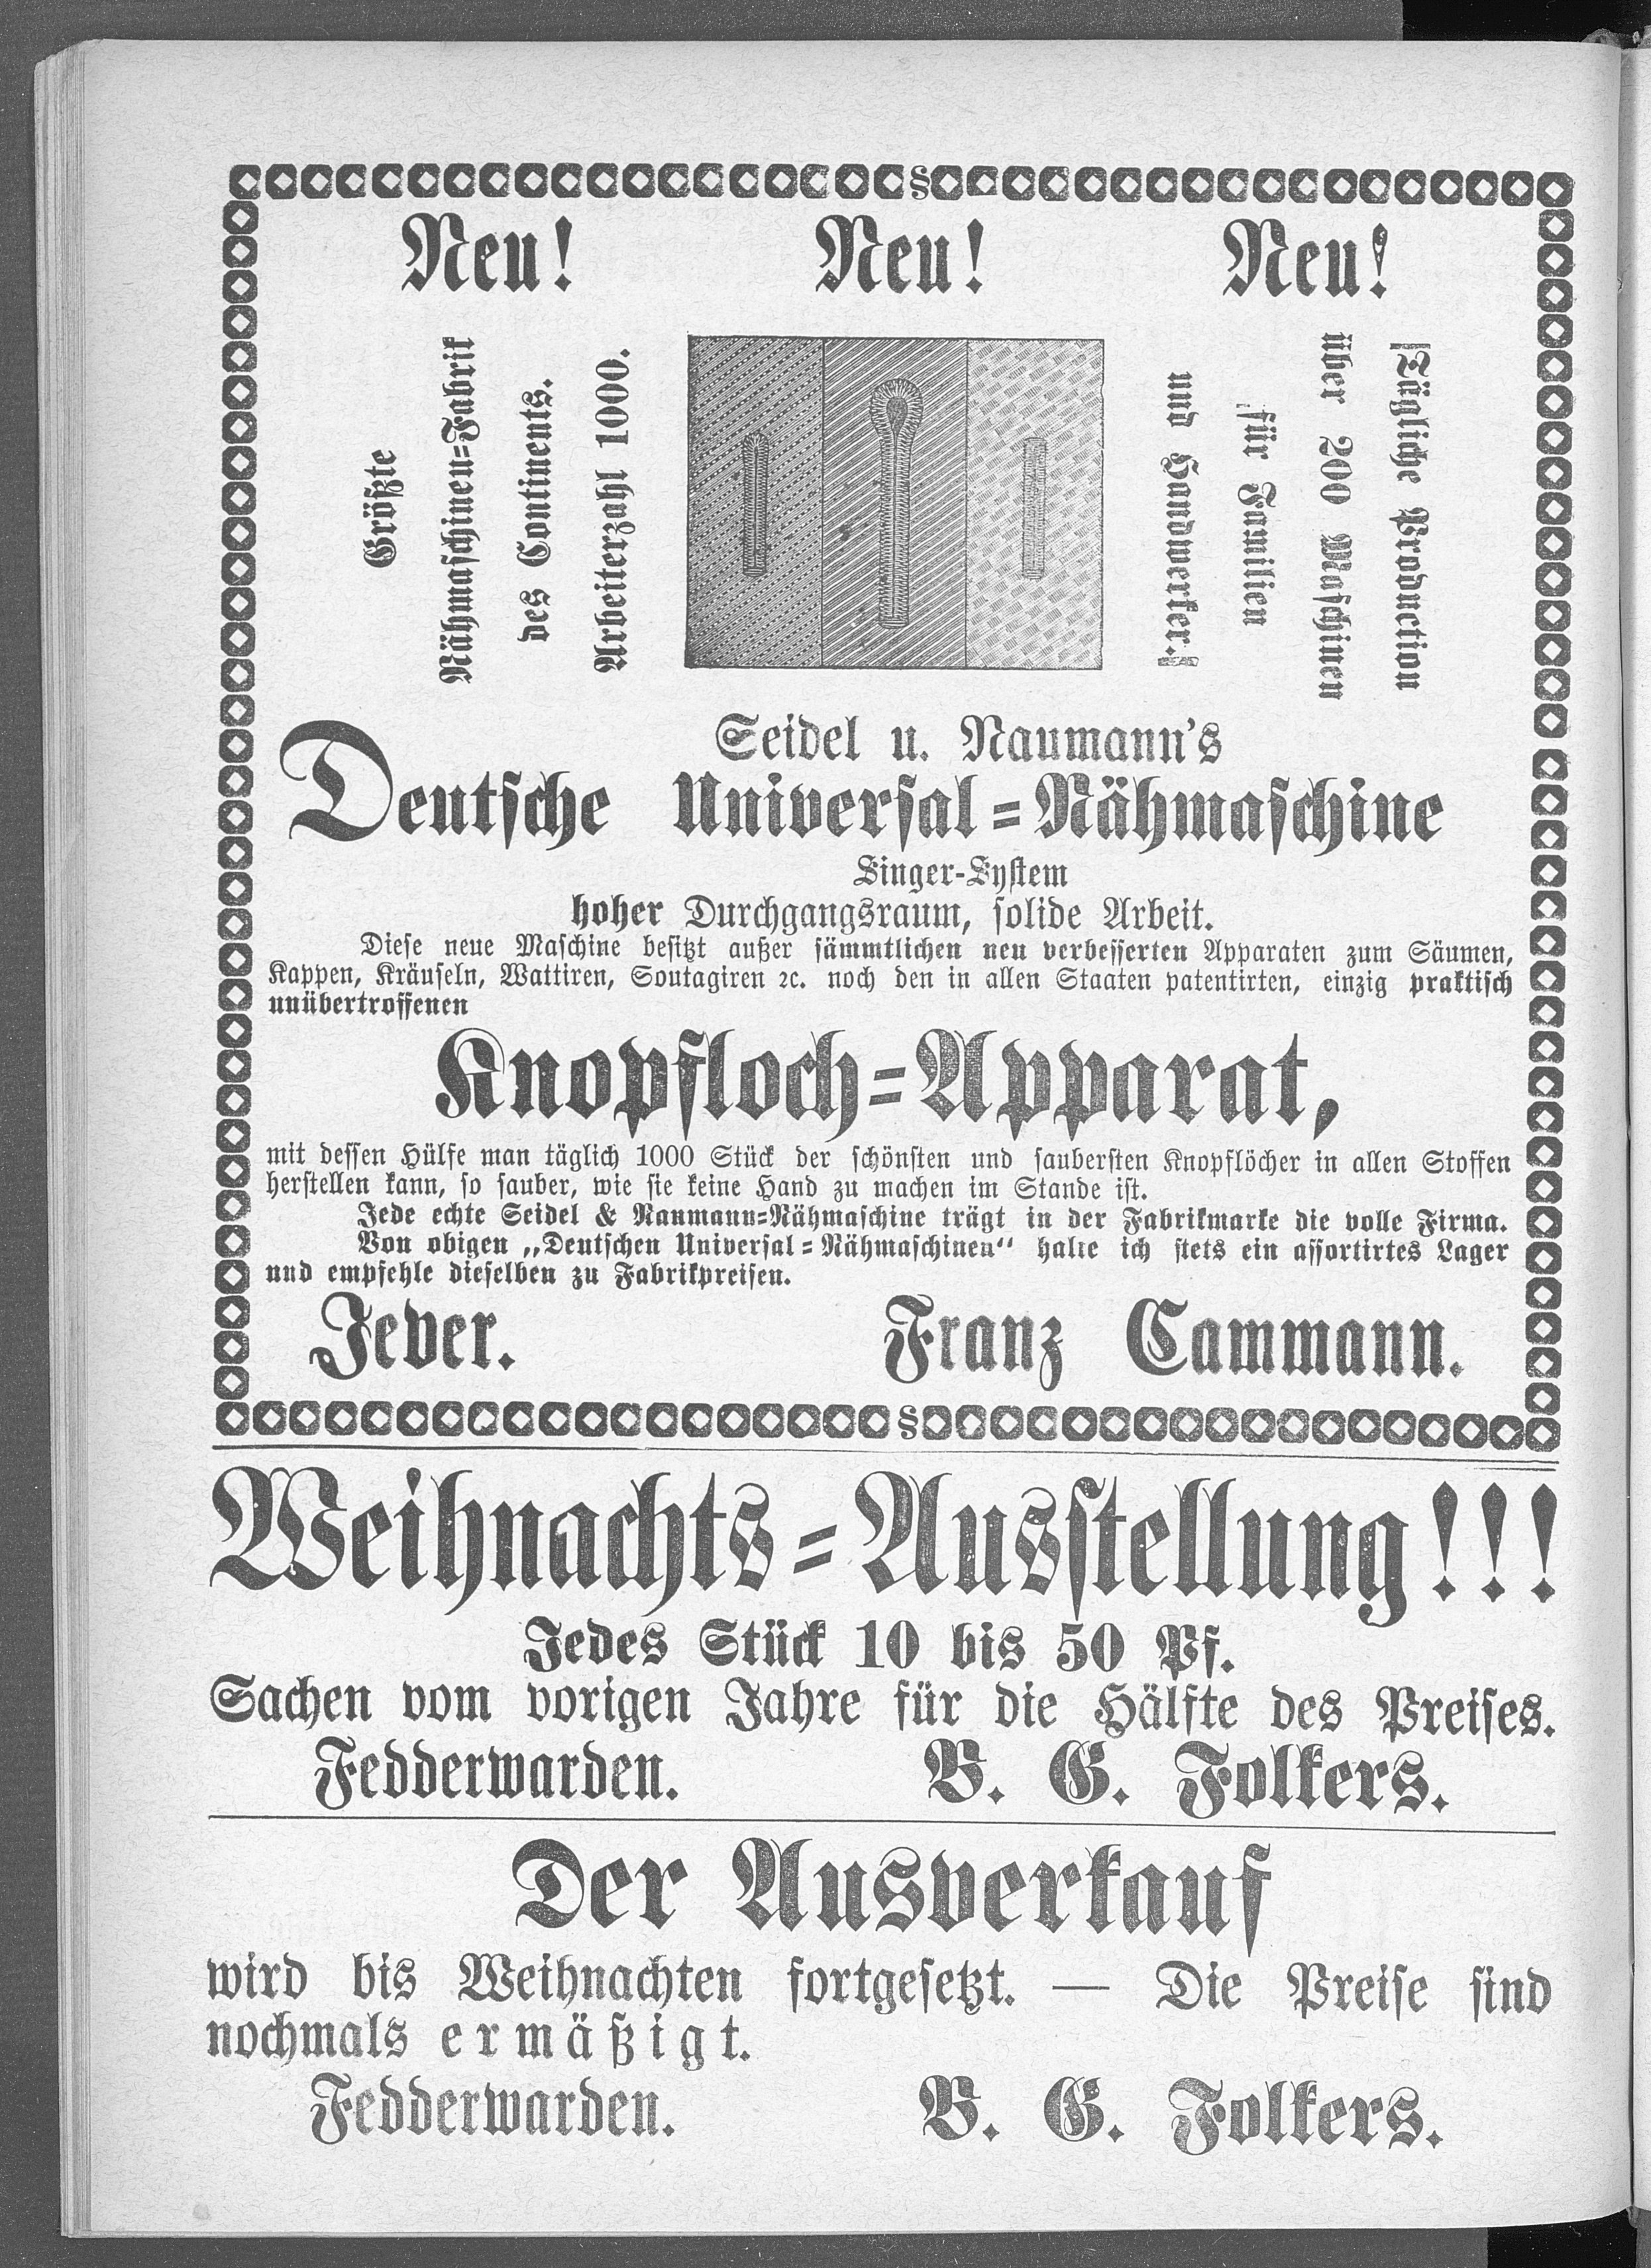 Neu! Neu! Neu!
Größte
Nähmaschinen=Fabrik
des Continents.
Arbeiterzahl 1000.
Tägliche Production
über 200 Maschinen
für Familien
und Handwerker.
Seidel u. Naumann's
Deutsche Universal=Nähmaschine
Singer-System
hoher Durchgangsraum, solide Arbeit.
Diese neue Maschine besitzt außer sämmtlichen neu verbesserten Apparaten zum Säumen,
Kappen, Kräuseln, Wattiren, Soutagiren ꝛc. noch den in allen Staaten patentirten, einzig praktisch
unübertroffenen
Knopfloch=Apparat,
mit dessen Hülfe man täglich 1000 Stück der schönsten und saubersten Knopflöcher in allen Stoffen
herstellen kann, so sauber, wie sie keine Hand zu machen im Stande ist.
Jede echte Seidel & Naumann=Nähmaschine trägt in der Fabrikmarke die volle Firma.
Von obigen „Deutschen Universal=Nähmaschinen“ halte ich stets ein assortirtes Lager
und empfehle dieselben zu Fabrikpreisen.
Jever. Franz Cammann.
Weihnachts=Ausstellung!!!
Jedes Stück 10 bis 50 Pf.
Sachen vom vorigen Jahre für die Hälfte des Preises.
Fedderwarden. B. G. Folkers.
Der Ausverkauf
wird bis Weihnachten fortgesetzt. — Die Preise sind
nochmals ermäßigt.
Fedderwarden. B. G. Folkers.